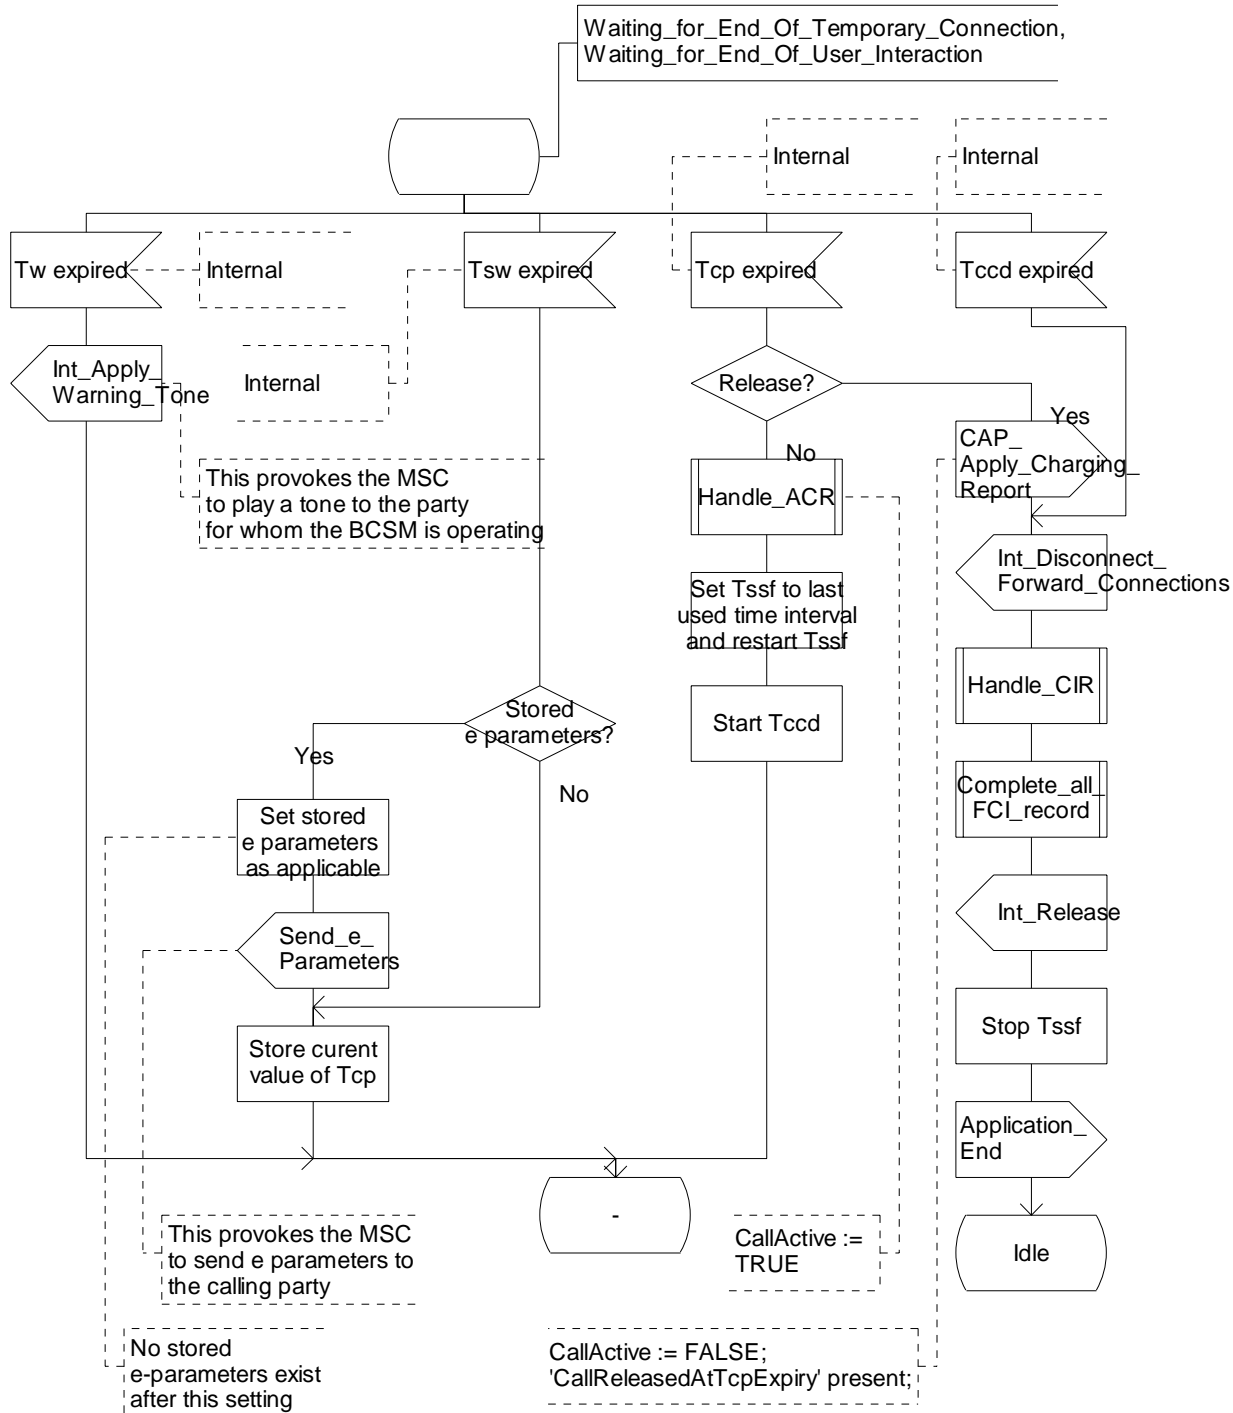 Waiting_for_End_Of_Temporary_Connection,
Waiting_for_End_Of_User_Interaction
Internal
Internal
Tw expired
Internal
Tsw expired
Tcp expired
Tccd expired
Int_Apply_
Warning_Tone
Internal
Release?
Yes
No
CAP_
Apply_Charging_
Report
This provokes the MSC
to play a tone to the party
for whom the BCSM is operating
Handle_ACR
Int_Disconnect_
Forward_Connections
Set Tssf to last
used time interval
and restart Tssf
Handle_CIR
Stored
e parameters?
Start Tccd
Yes
No
Complete_all_
FCI_record
Set stored
e parameters
as applicable
Int_Release
Send_e_
Parameters
Stop Tssf
Store curent
value of Tcp
Application_
End
-
This provokes the MSC
to send e parameters to
the calling party
CallActive :=
TRUE
Idle
No stored
e-parameters exist
after this setting
CallActive := FALSE;
'CallReleasedAtTcpExpiry' present;